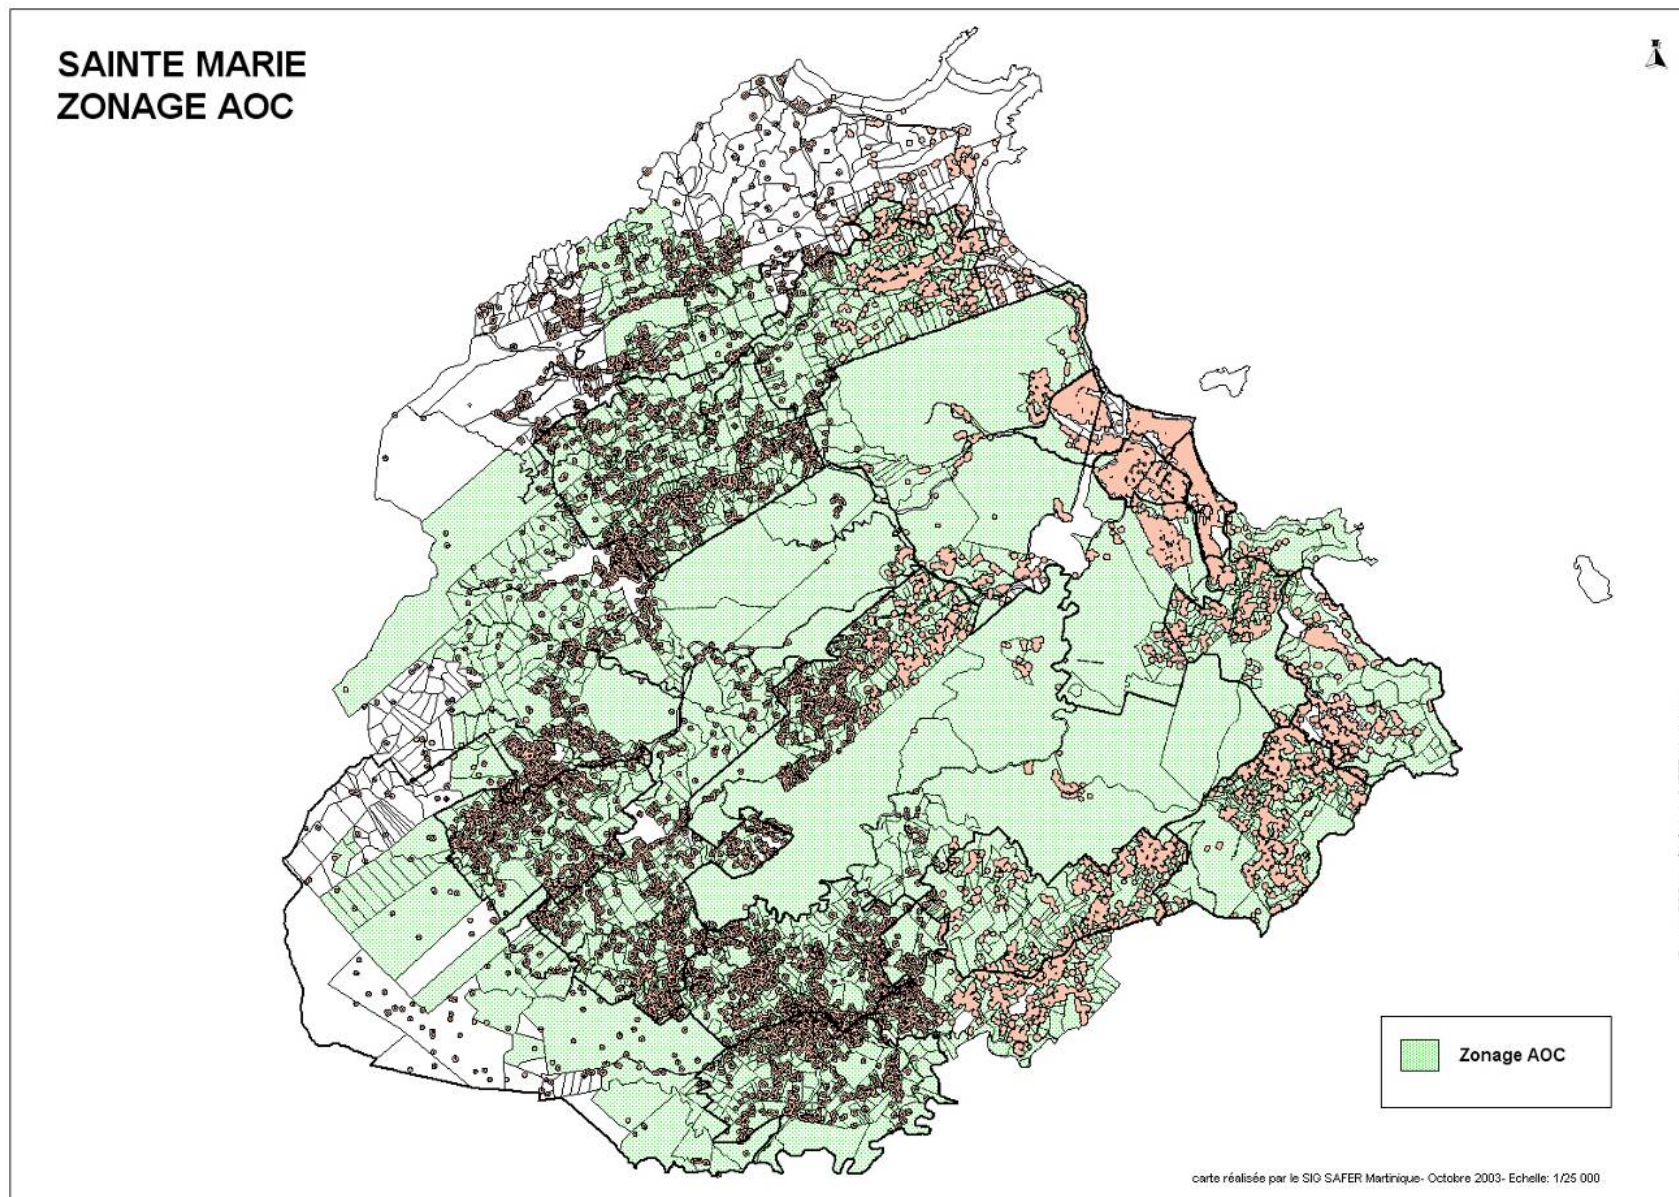 SAINTE MARIE
ZONAGE AOC
Zonage AOC
carte réalisée par le SIG SAFER Martinique- Octobre 2003- Echelle: 1/25 000